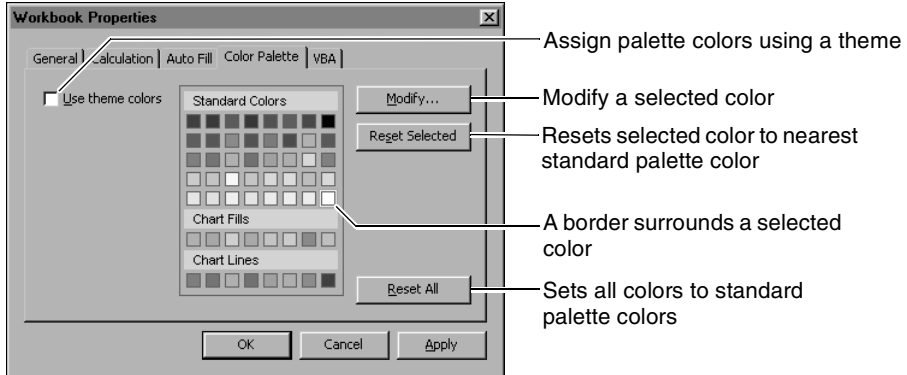 Workbook Properties
General Calculation Auto Fill Color Palette VBA
Use theme colors
Standard Colors
Chart Fills
Chart Lines
Modify...
Reset Selected
Reset All
OK Cancel Apply
Assign palette colors using a theme
Modify a selected color
Resets selected color to nearest
standard palette color
A border surrounds a selected
color
Sets all colors to standard
palette colors